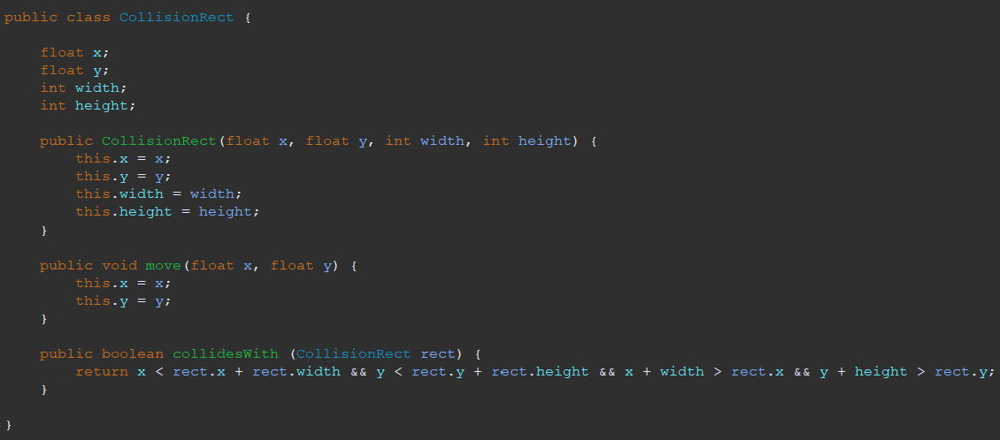 public class CollisionRect {
float x;
float y;
int width;
int height;
public CollisionRect(float x, float y, int width, int height) {
this.x = x;
this.y = y;
this.width = width;
this.height = height;
}
public void move(float x, float y) {
this.x = x;
this.y = y;
}
public boolean collidesWith (CollisionRect rect) {
return x < rect.x + rect.width && y < rect.y + rect.height && x + width > rect.x && y + height > rect.y;
}
}